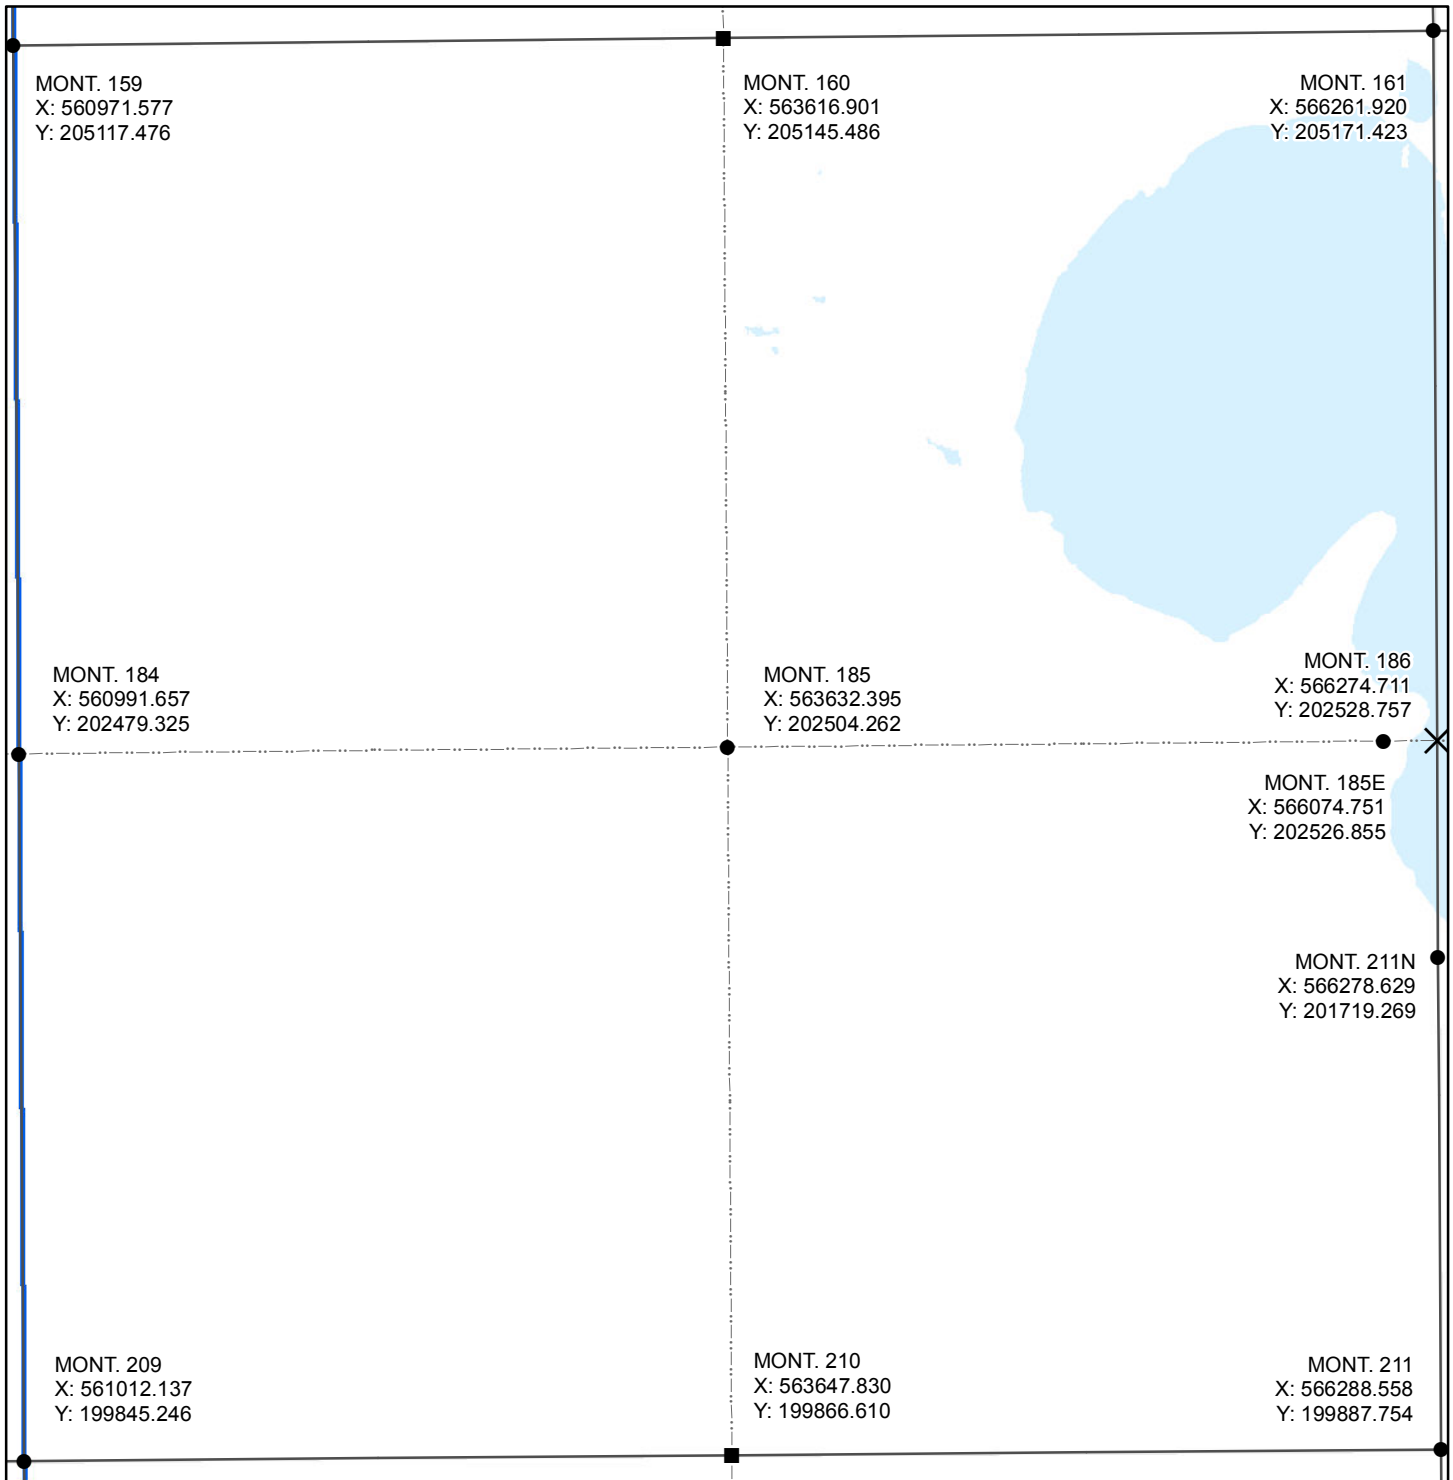 MONT. 159
X: 560971.577
Y: 205117.476
MONT. 160
X: 563616.901
Y: 205145.486
MONT. 161
X: 566261.920
Y: 205171.423
MONT. 184
X: 560991.657
Y: 202479.325
MONT. 185
X: 563632.395
Y: 202504.262
MONT. 186
X: 566274.711
Y: 202528.757
MONT. 185E
X: 566074.751
Y: 202526.855
MONT. 211N
X: 566278.629
Y: 201719.269
MONT. 209
X: 561012.137
Y: 199845.246
MONT. 210
X: 563647.830
Y: 199866.610
MONT. 211
X: 566288.558
Y: 199887.754